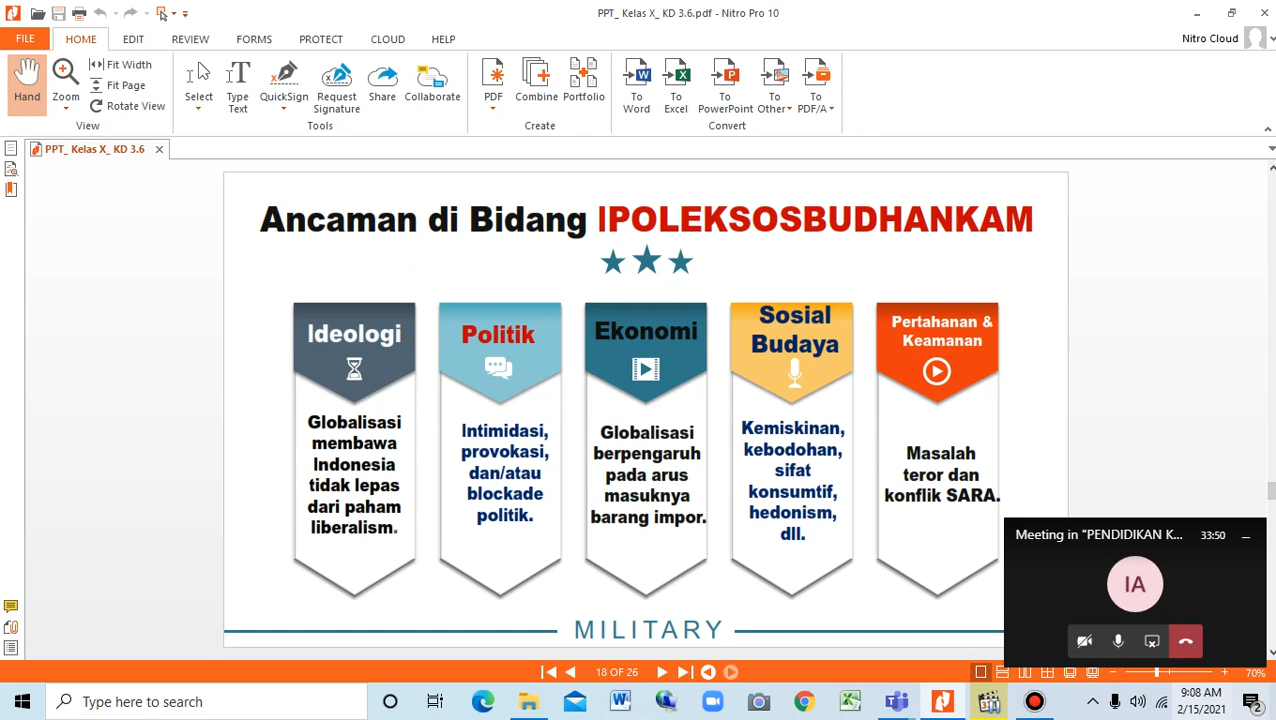 PPT_ Kelas X_ KD 3.6.pdf - Nitro Pro 10
FILE
HOME
EDIT
REVIEW
FORMS
PROTECT
CLOUD
HELP
Nitro Cloud
Hand
Zoom
Fit Width
Fit Page
Rotate View
View
Select
Type
Text
QuickSign
Request
Signature
Share
Collaborate
Tools
PDF
Combine
Portfolio
Create
To
Word
To
Excel
To
PowerPoint
To
Other
To
PDF/A
Convert
PPT_ Kelas X_ KD 3.6
Ancaman di Bidang IPOLEKSOSBUDHANKAM
Ideologi
Globalisasi
membawa
Indonesia
tidak lepas
dari paham
liberalism.
Politik
Intimidasi,
provokasi,
dan/atau
blockade
politik.
Ekonomi
Globalisasi
berpengaruh
pada arus
masuknya
barang impor.
Sosial
Budaya
Kemiskinan,
kebodohan,
sifat
konsumtif,
hedonism,
dll.
Pertahanan &
Keamanan
Masalah
teror dan
konflik SARA.
MILITARY
Meeting in "PENDIDIKAN K... 33:50
IA
18 OF 26
70%
Type here to search
9:08 AM
2/15/2021
2